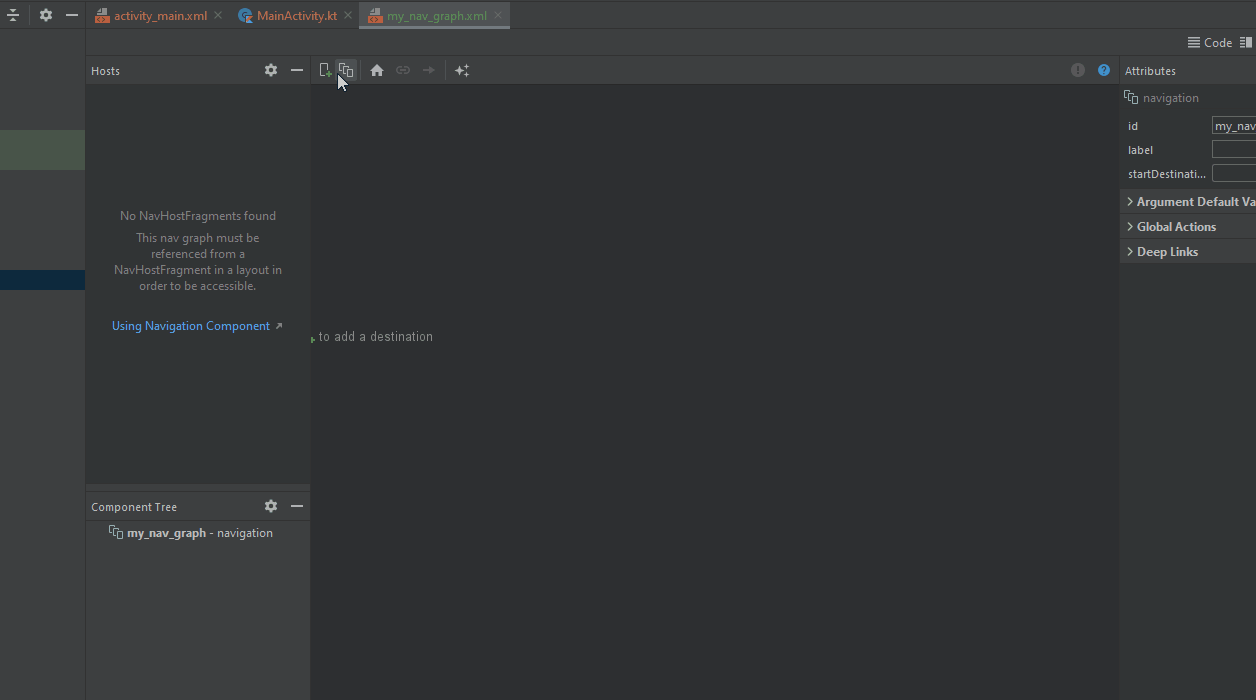 activity_main.xml
MainActivity.kt
my_nav_graph.xml
Code
Hosts
Attributes
navigation
id
my_nav
label
startDestinati...
Argument Default Va
Global Actions
Deep Links
No NavHostFragments found
This nav graph must be
referenced from a
NavHostFragment in a layout in
order to be accessible.
Using Navigation Component
to add a destination
Component Tree
my_nav_graph - navigation